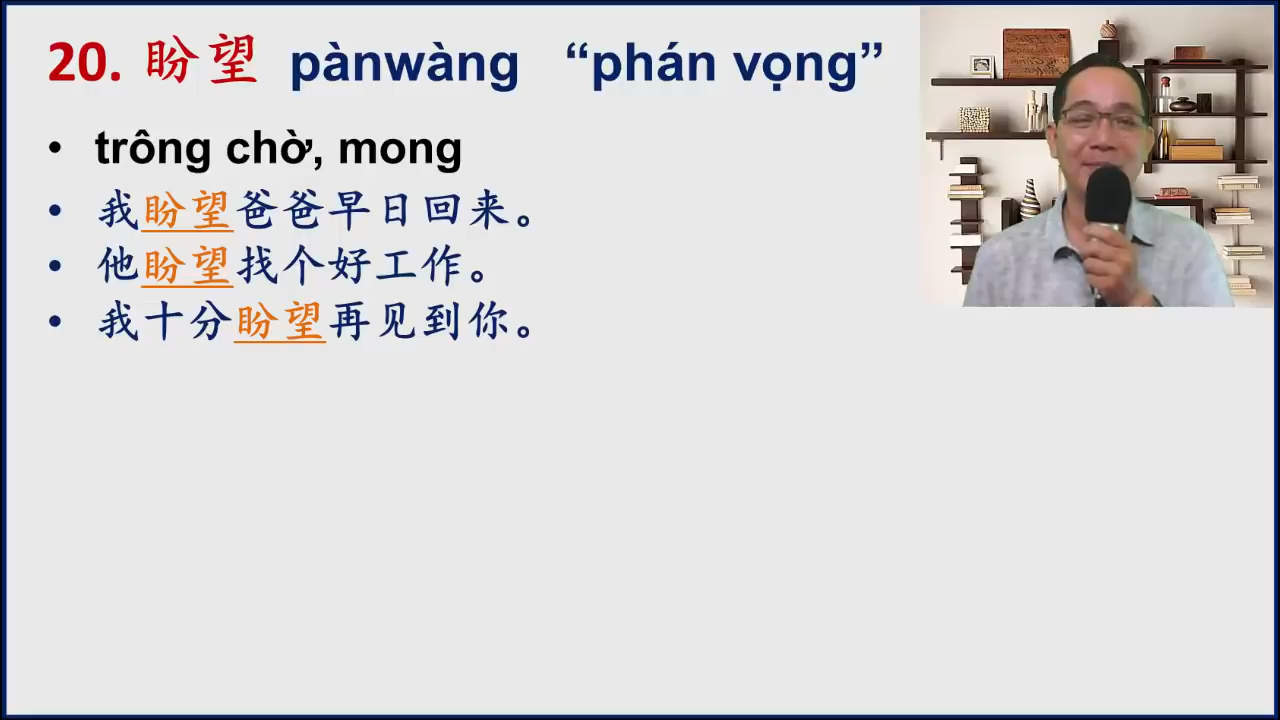 20. 盼望 pànwàng “phán vọng”
• trông chờ, mong
• 我盼望爸爸早日回来。
• 他盼望找个好工作。
• 我十分盼望再见到你。